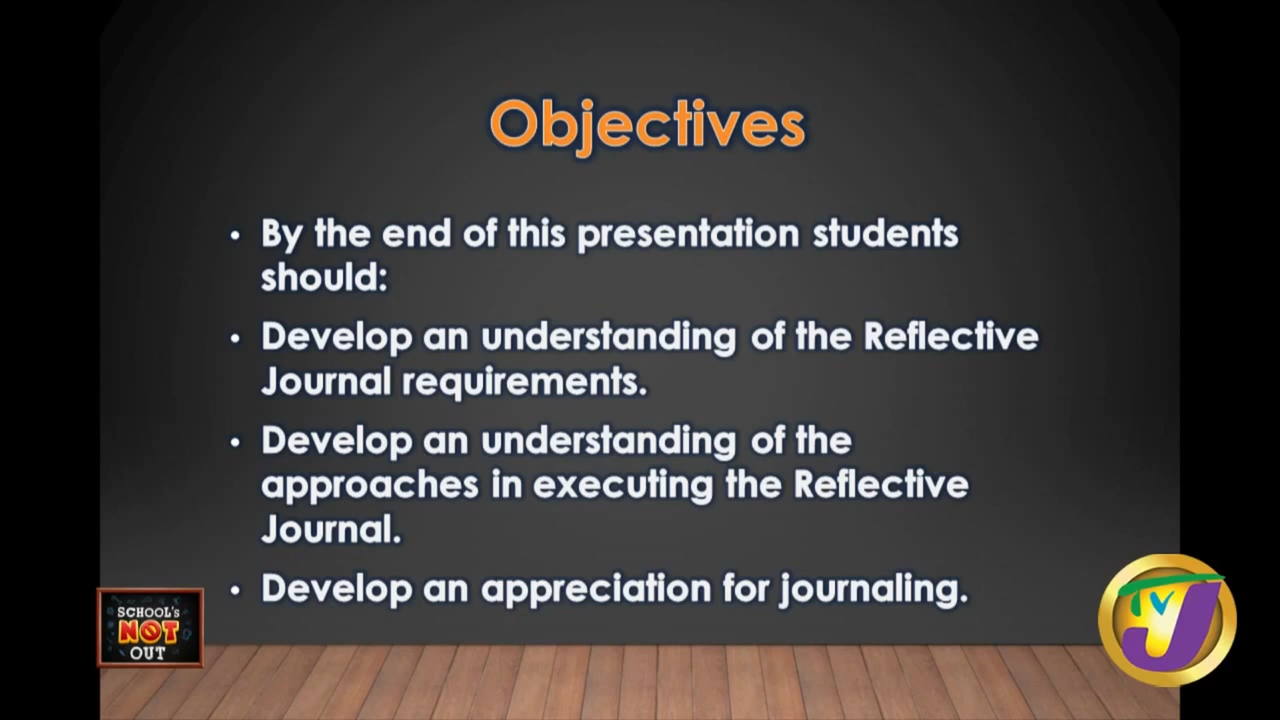 Objectives
• By the end of this presentation students
should:
• Develop an understanding of the Reflective
Journal requirements.
• Develop an understanding of the
approaches in executing the Reflective
Journal.
• Develop an appreciation for journaling.
SCHOOL's
NOT
OUT
TVJ